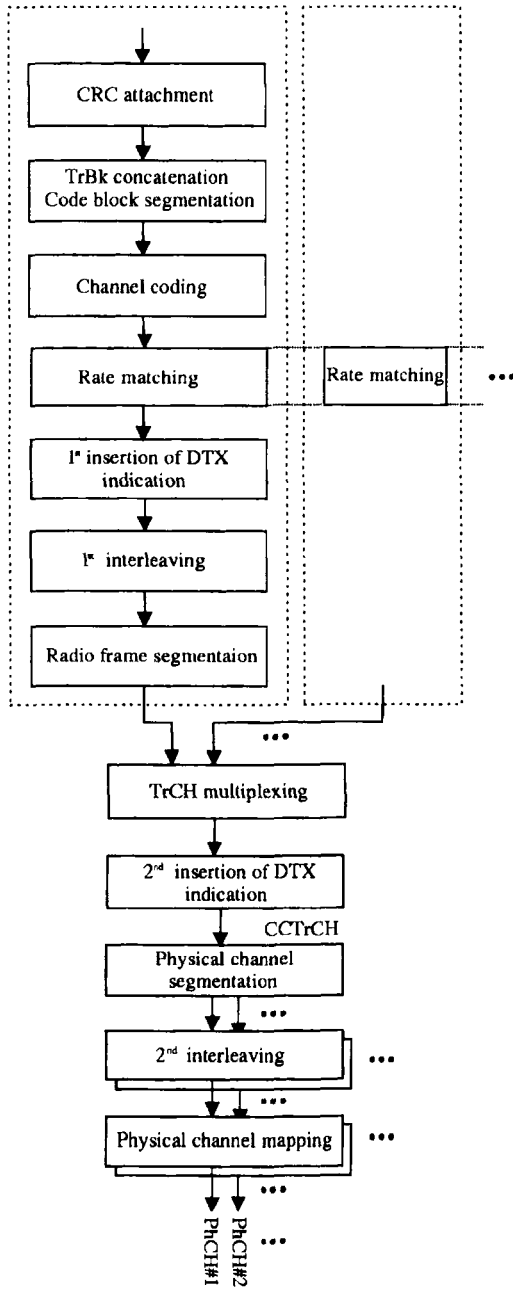 CRC attachment
TrBk concatenation
Code block segmentation
Channel coding
Rate matching
Rate matching
...
1st insertion of DTX
indication
1st interleaving
Radio frame segmentaion
...
TrCH multiplexing
2nd insertion of DTX
indication
CCTrCH
Physical channel
segmentation
...
2nd interleaving
...
...
Physical channel mapping
...
...
PhCH#1
PhCH#2
...